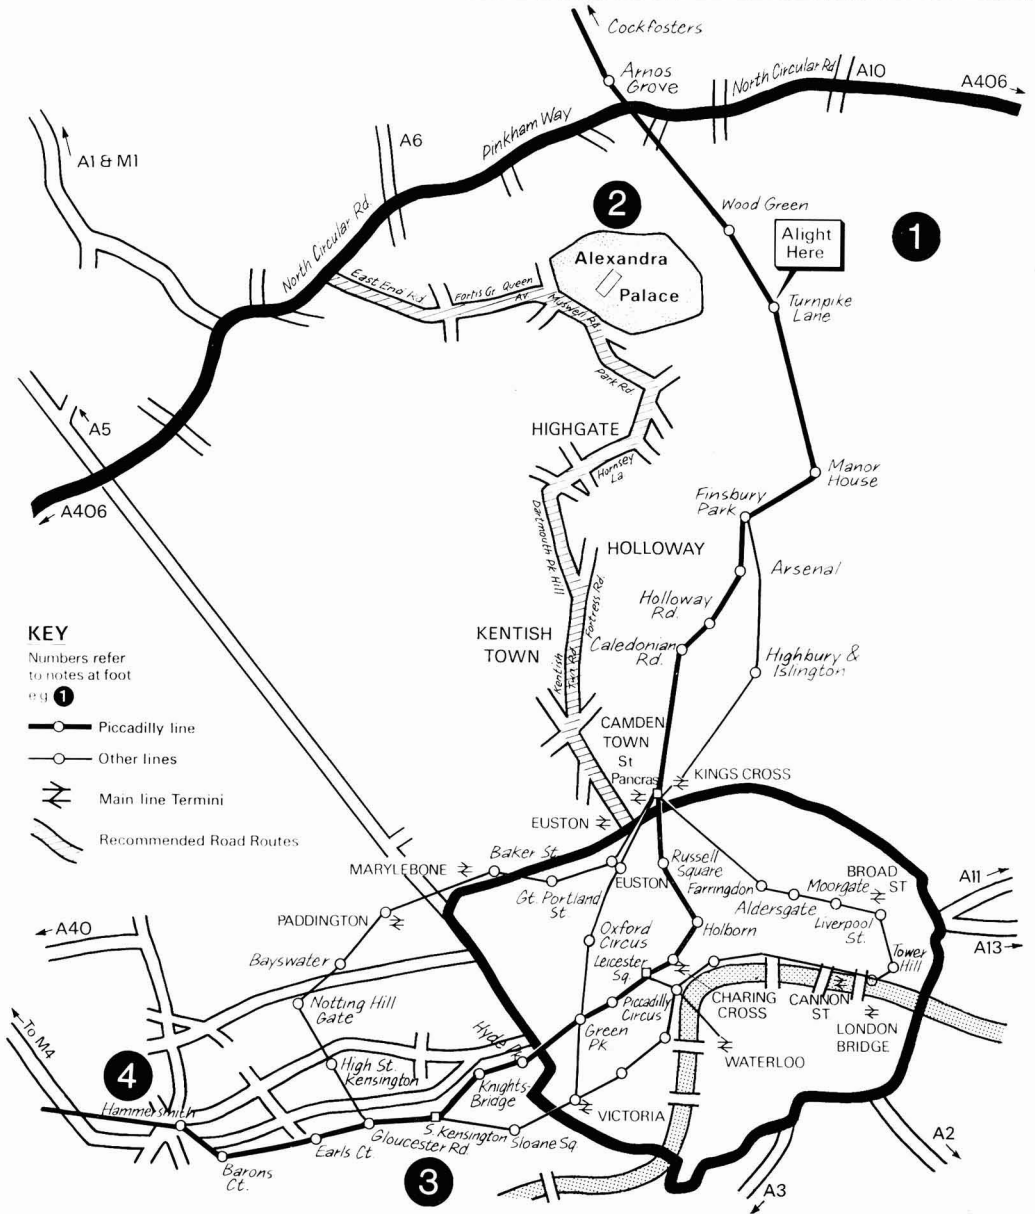 Cockfosters
Arnos
Grove
North Circular Rd
A10
A406
A1 & M1
A6
Pinkham Way
North Circular Rd.
2
Wood Green
1
Alight
Here
Alexandra
Palace
East End Rd
Fortis Gr
Queen
Av
Muswell Rd
Turnpike
Lane
Park Rd.
A5
HIGHGATE
Hornsey
La
Manor
House
Finsbury
Park
A406
Dartmouth Pk Hill
HOLLOWAY
Arsenal
Holloway
Rd.
Fortress Rd.
KENTISH
TOWN
Kentish
Twn Rd.
Caledonian
Rd.
Highbury &
Islington
KEY
Numbers refer
to notes at foot
e g 1
Piccadilly line
Other lines
Main line Termini
Recommended Road Routes
CAMDEN
TOWN
St
Pancras
KINGS CROSS
EUSTON
MARYLEBONE
Baker St.
Gt. Portland
St
EUSTON
Russell
Square
Farringdon
Aldersgate
Moorgate
BROAD
ST
Liverpool
St.
A11
A13
Tower
Hill
PADDINGTON
A40
Bayswater
Oxford
Circus
Holborn
Leicester
Sq
Notting Hill
Gate
Piccadilly
Circus
CHARING
CROSS
CANNON
ST
LONDON
BRIDGE
To M4
Hyde Pk
Green
Pk
WATERLOO
4
High St.
Kensington
Knights-
Bridge
Hammersmith
VICTORIA
S. Kensington
Sloane Sq.
Gloucester Rd
Earls Ct.
Barons
Ct.
3
A2
A3